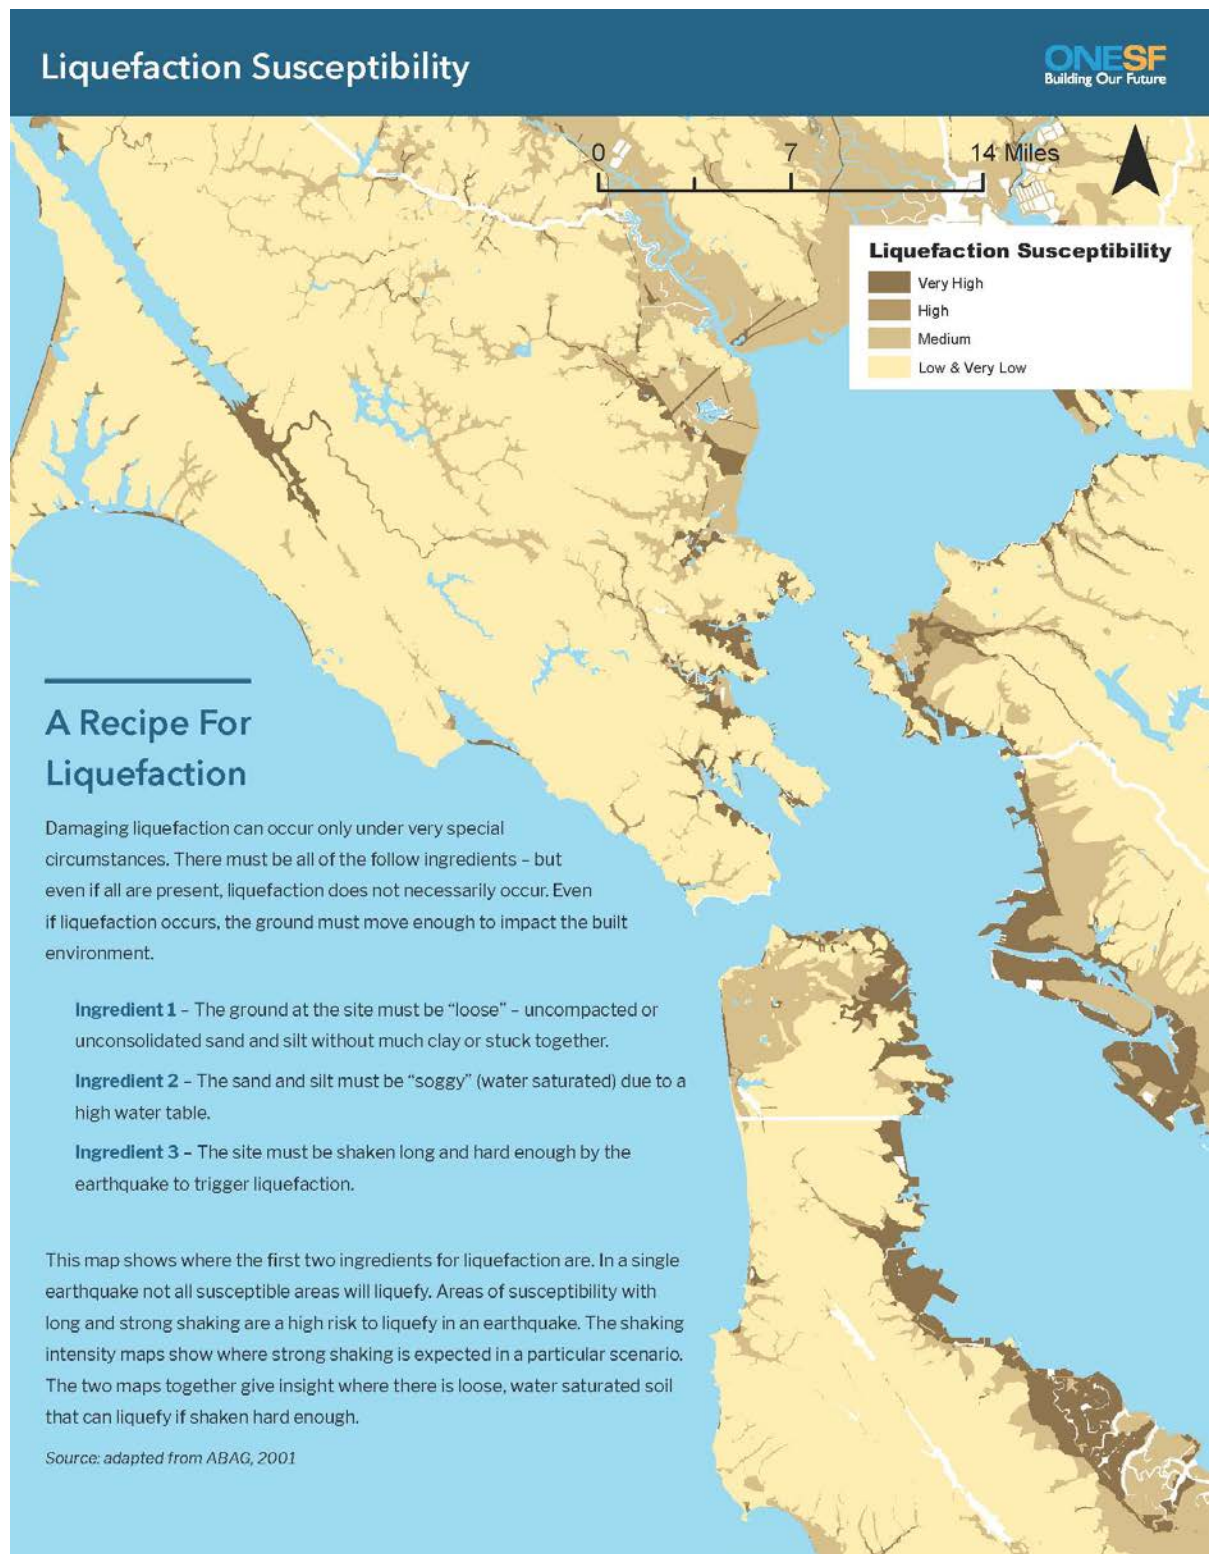 Liquefaction Susceptibility
ONESF
Building Our Future
0 7 14 Miles
Liquefaction Susceptibility
Very High
High
Medium
Low & Very Low
A Recipe For
Liquefaction
Damaging liquefaction can occur only under very special
circumstances. There must be all of the follow ingredients – but
even if all are present, liquefaction does not necessarily occur. Even
if liquefaction occurs, the ground must move enough to impact the built
environment.
Ingredient 1 – The ground at the site must be “loose” – uncompacted or
unconsolidated sand and silt without much clay or stuck together.
Ingredient 2 – The sand and silt must be “soggy” (water saturated) due to a
high water table.
Ingredient 3 – The site must be shaken long and hard enough by the
earthquake to trigger liquefaction.
This map shows where the first two ingredients for liquefaction are. In a single
earthquake not all susceptible areas will liquefy. Areas of susceptibility with
long and strong shaking are a high risk to liquefy in an earthquake. The shaking
intensity maps show where strong shaking is expected in a particular scenario.
The two maps together give insight where there is loose, water saturated soil
that can liquefy if shaken hard enough.
Source: adapted from ABAG, 2001